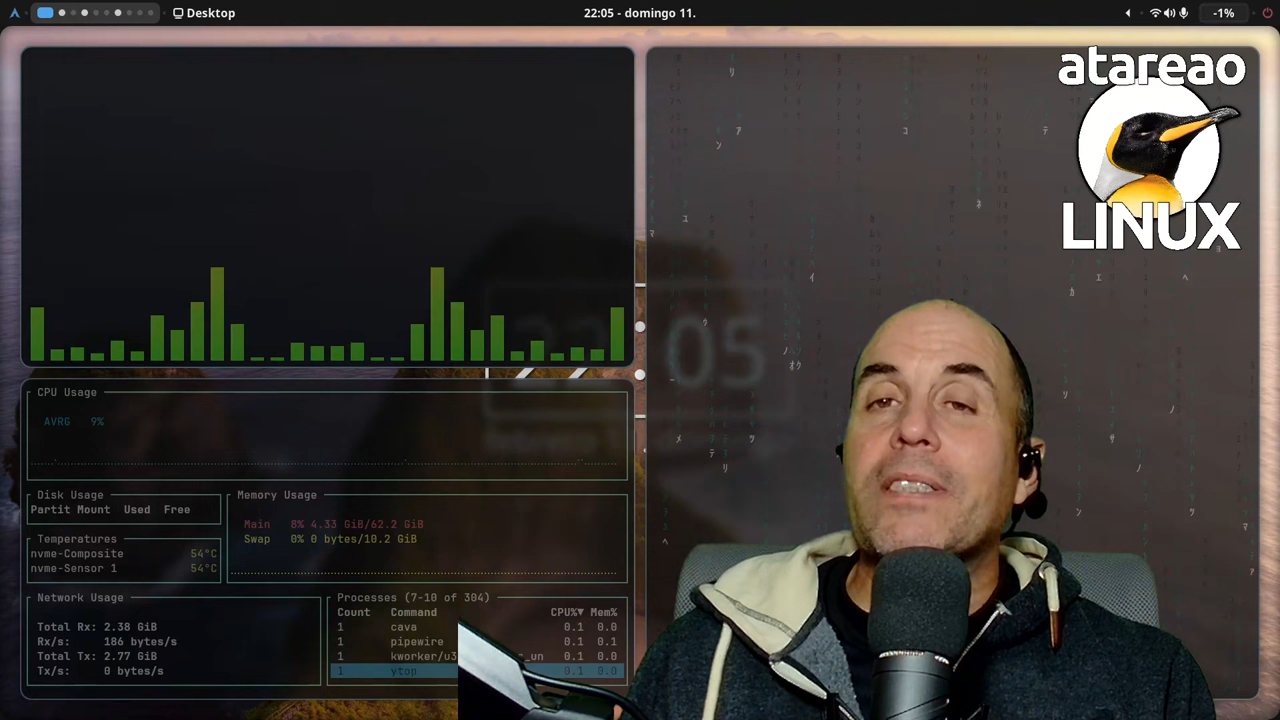 Desktop
22:05 - domingo 11.
-1%
atareao
LINUX
05
CPU Usage
AVRG 9%
Disk Usage
Partit Mount Used Free
Temperatures
nvme-Composite 54°C
nvme-Sensor 1 54°C
Memory Usage
Main 8% 4.33 GiB/62.2 GiB
Swap 0% 0 bytes/10.2 GiB
Network Usage
Total Rx: 2.38 GiB
Rx/s: 186 bytes/s
Total Tx: 2.77 GiB
Tx/s: 0 bytes/s
Processes (7-10 of 304)
Count Command CPU%▼ Mem%
1 cava 0.1 0.0
1 pipewire 0.1 0.1
1 kworker/u3 c_un 0.1 0.0
1 ytop 0.1 0.0